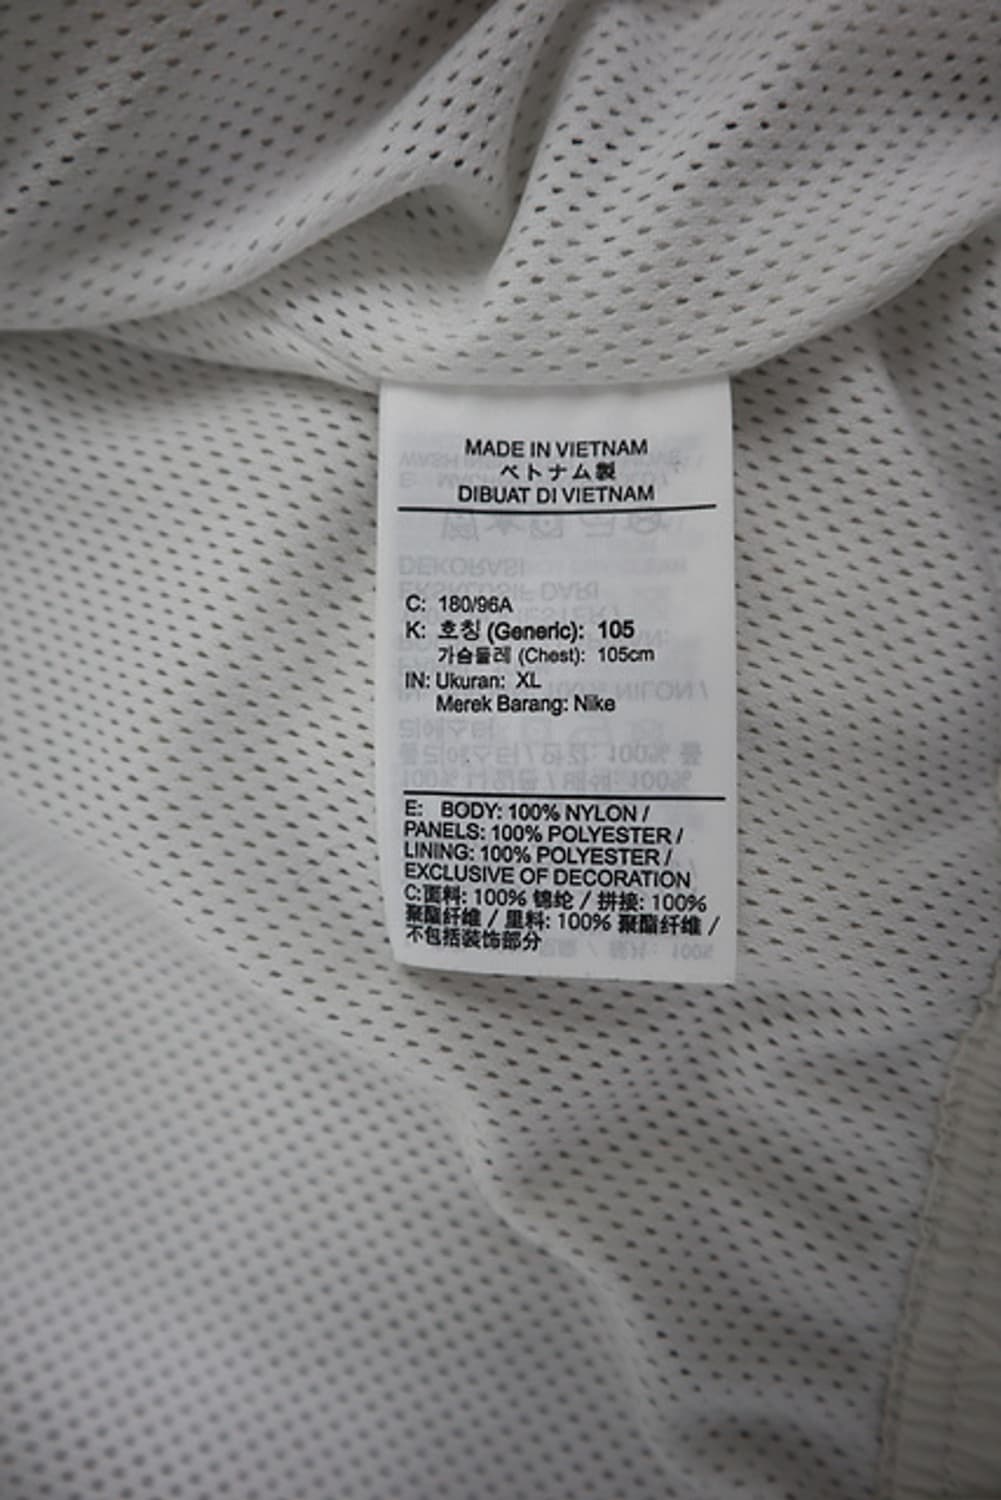 MADE IN VIETNAM
ベトナム製
DIBUAT DI VIETNAM
C: 180/96A
K: 호칭 (Generic): 105
가슴둘레 (Chest): 105cm
IN: Ukuran: XL
Merek Barang: Nike
E: BODY: 100% NYLON /
PANELS: 100% POLYESTER /
LINING: 100% POLYESTER /
EXCLUSIVE OF DECORATION
C:面料: 100% 锦纶 / 拼接: 100%
聚酯纤维 / 里料: 100% 聚酯纤维 /
不包括装饰部分